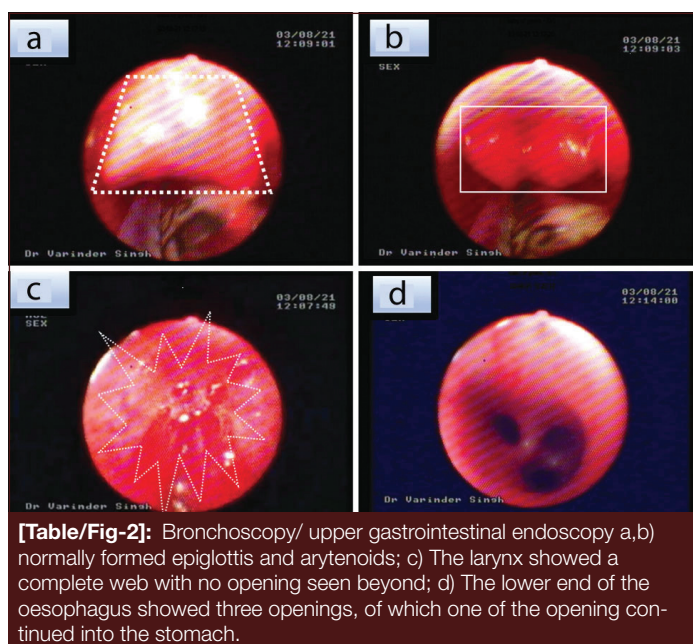 a
03/08/21
12:09:01
Dr Varinder Singh
b
03/08/21
12:09:03
SEX
Dr Varinder Singh
c
03/08/21
12:07:49
SEX
Dr Varinder Singh
d
03/08/21
12:14:00
Dr Varinder Singh
[Table/Fig-2]: Bronchoscopy/ upper gastrointestinal endoscopy a,b)
normally formed epiglottis and arytenoids; c) The larynx showed a
complete web with no opening seen beyond; d) The lower end of the
oesophagus showed three openings, of which one of the opening con-
tinued into the stomach.